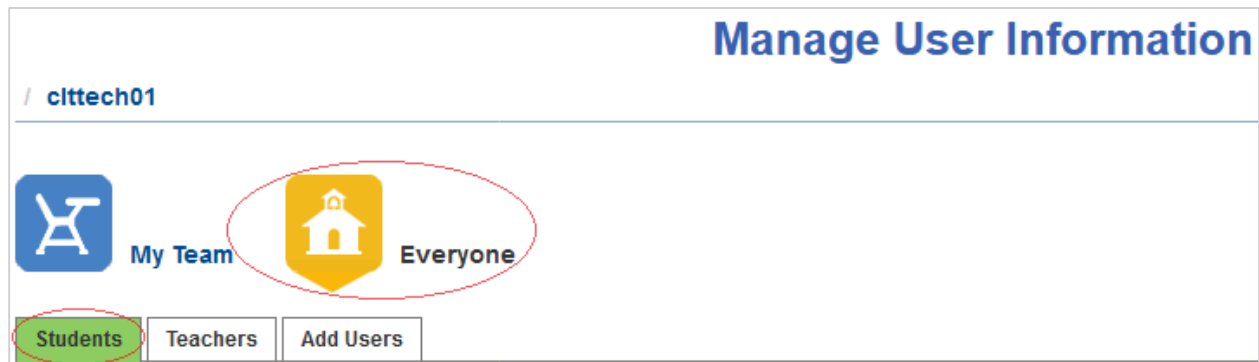 Manage User Information
/ clttech01
My Team Everyone
Students Teachers Add Users